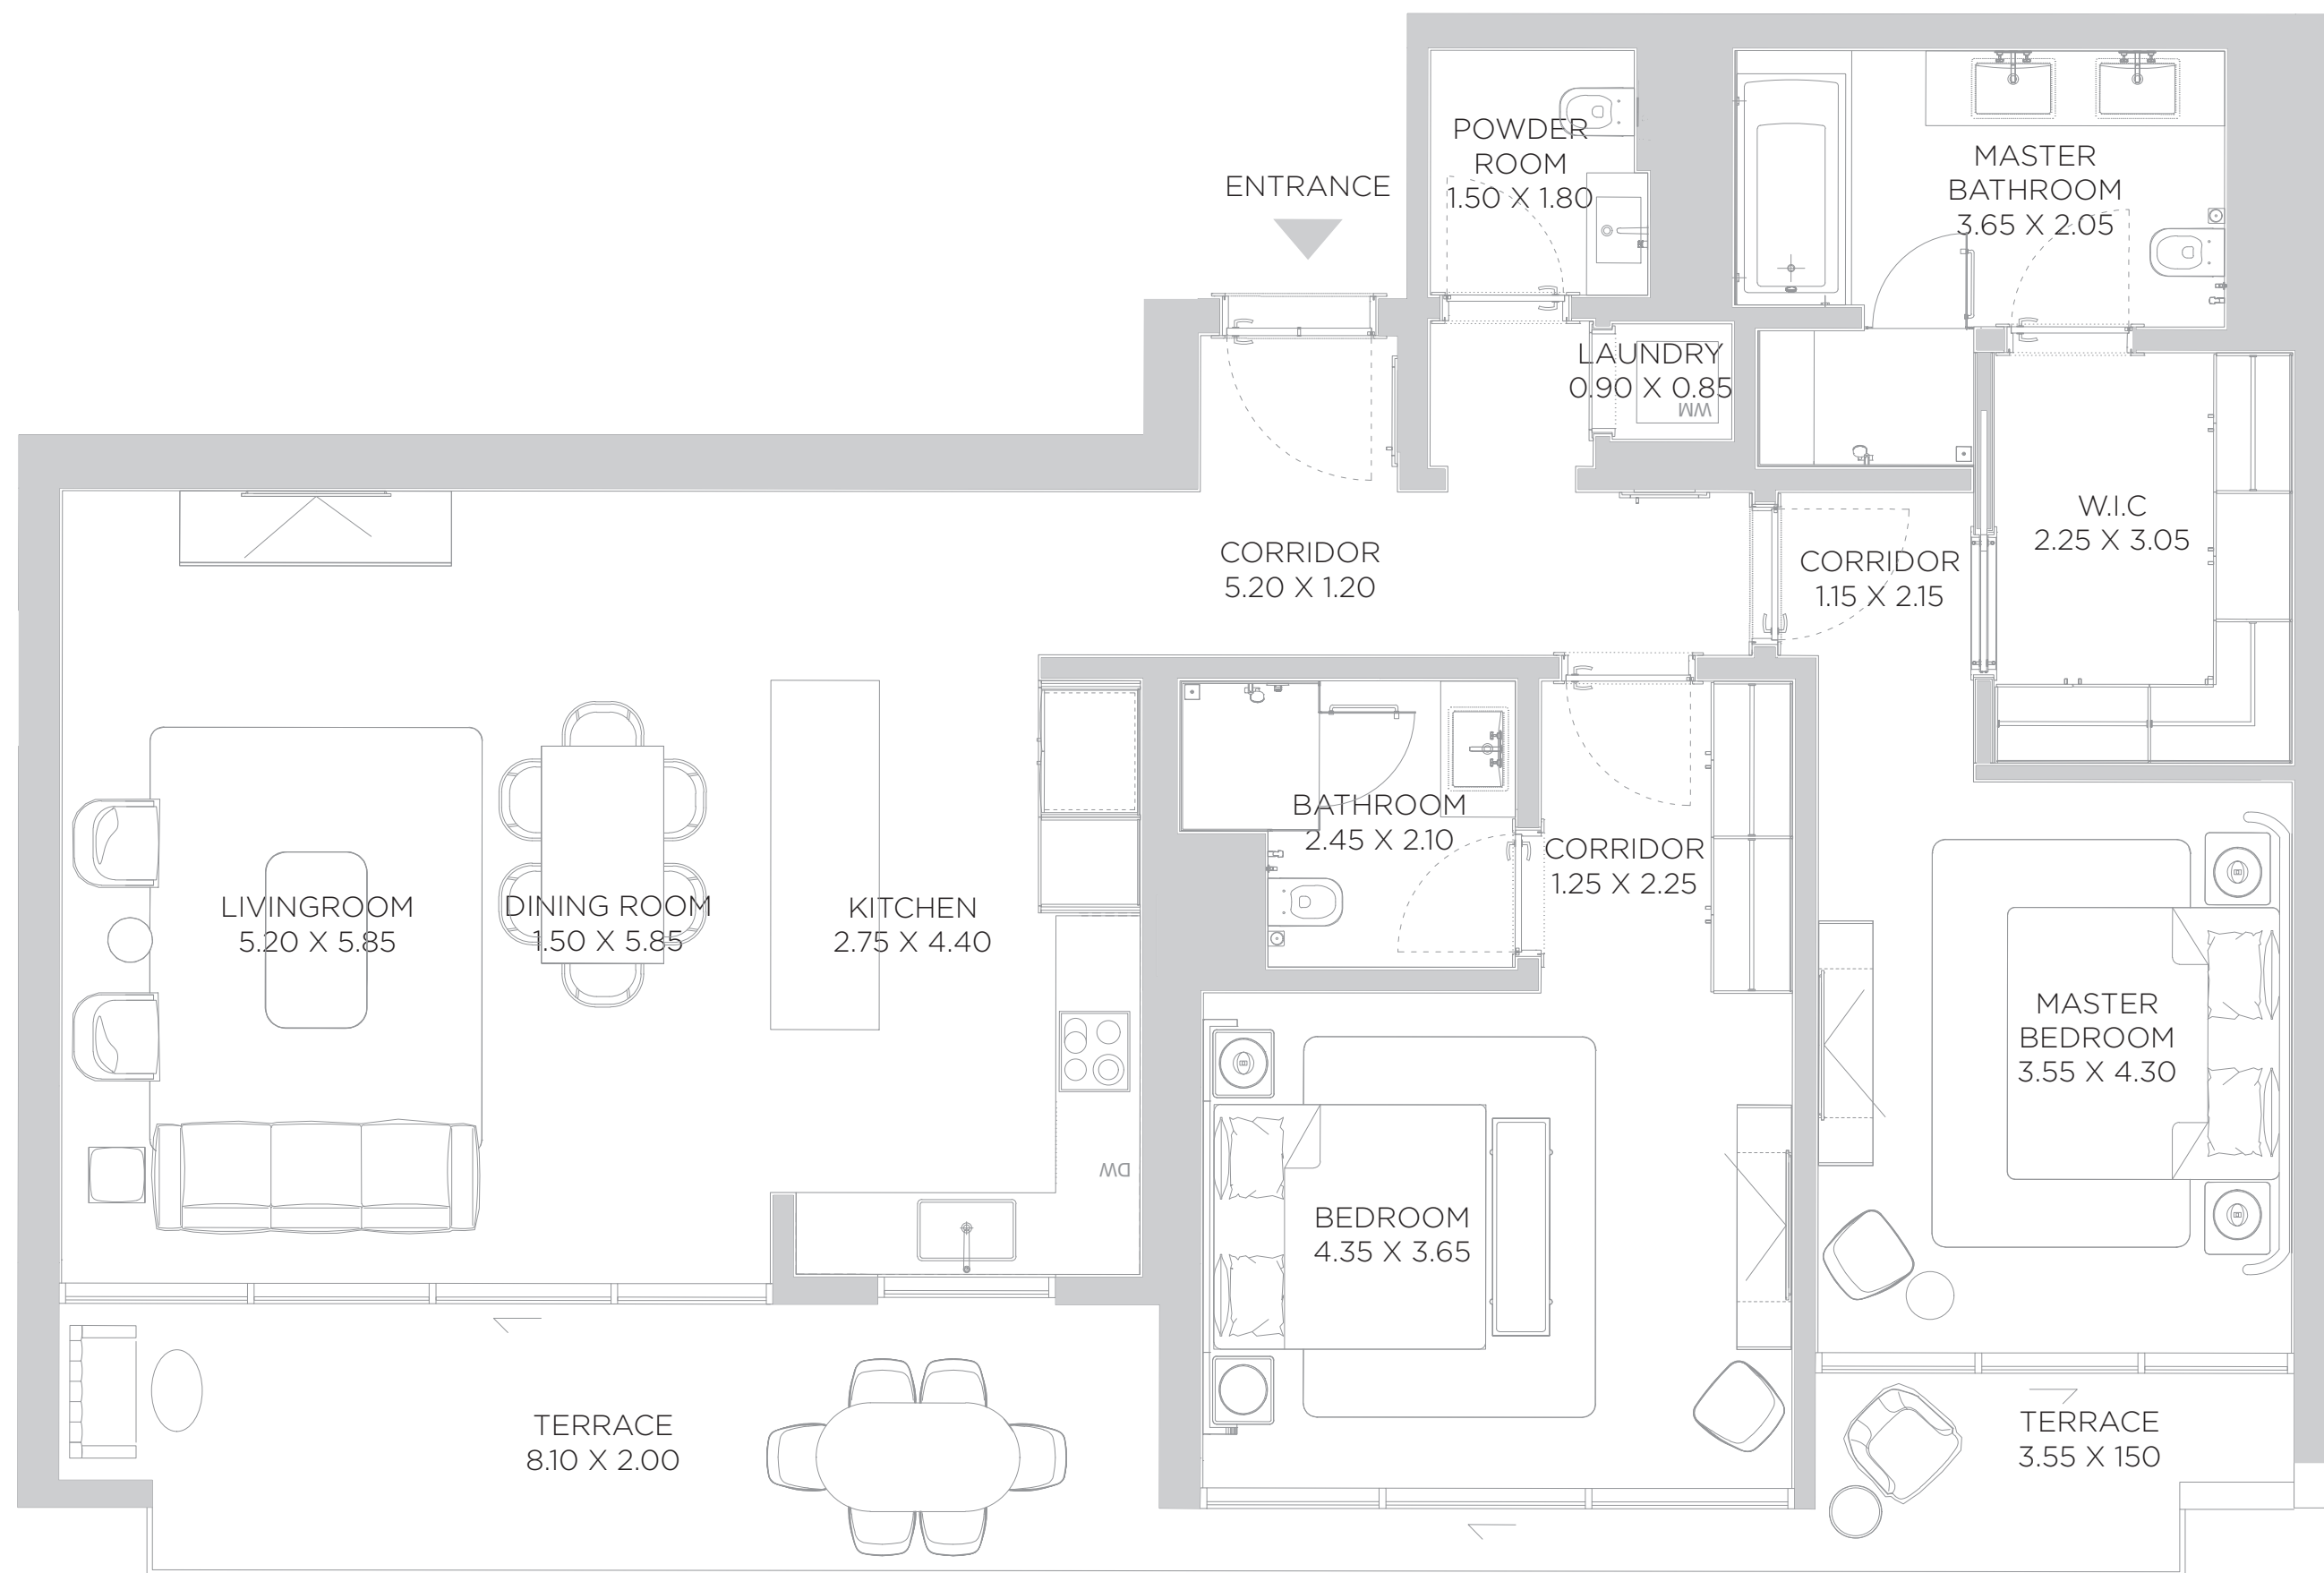 POWDER
ROOM
1.50 X 1.80
MASTER
BATHROOM
3.65 X 2.05
ENTRANCE
LAUNDRY
0.90 X 0.85
WM
W.I.C
2.25 X 3.05
CORRIDOR
5.20 X 1.20
CORRIDOR
1.15 X 2.15
BATHROOM
2.45 X 2.10
CORRIDOR
1.25 X 2.25
LIVINGROOM
5.20 X 5.85
DINING ROOM
1.50 X 5.85
KITCHEN
2.75 X 4.40
MASTER
BEDROOM
3.55 X 4.30
DW
BEDROOM
4.35 X 3.65
TERRACE
8.10 X 2.00
TERRACE
3.55 X 150